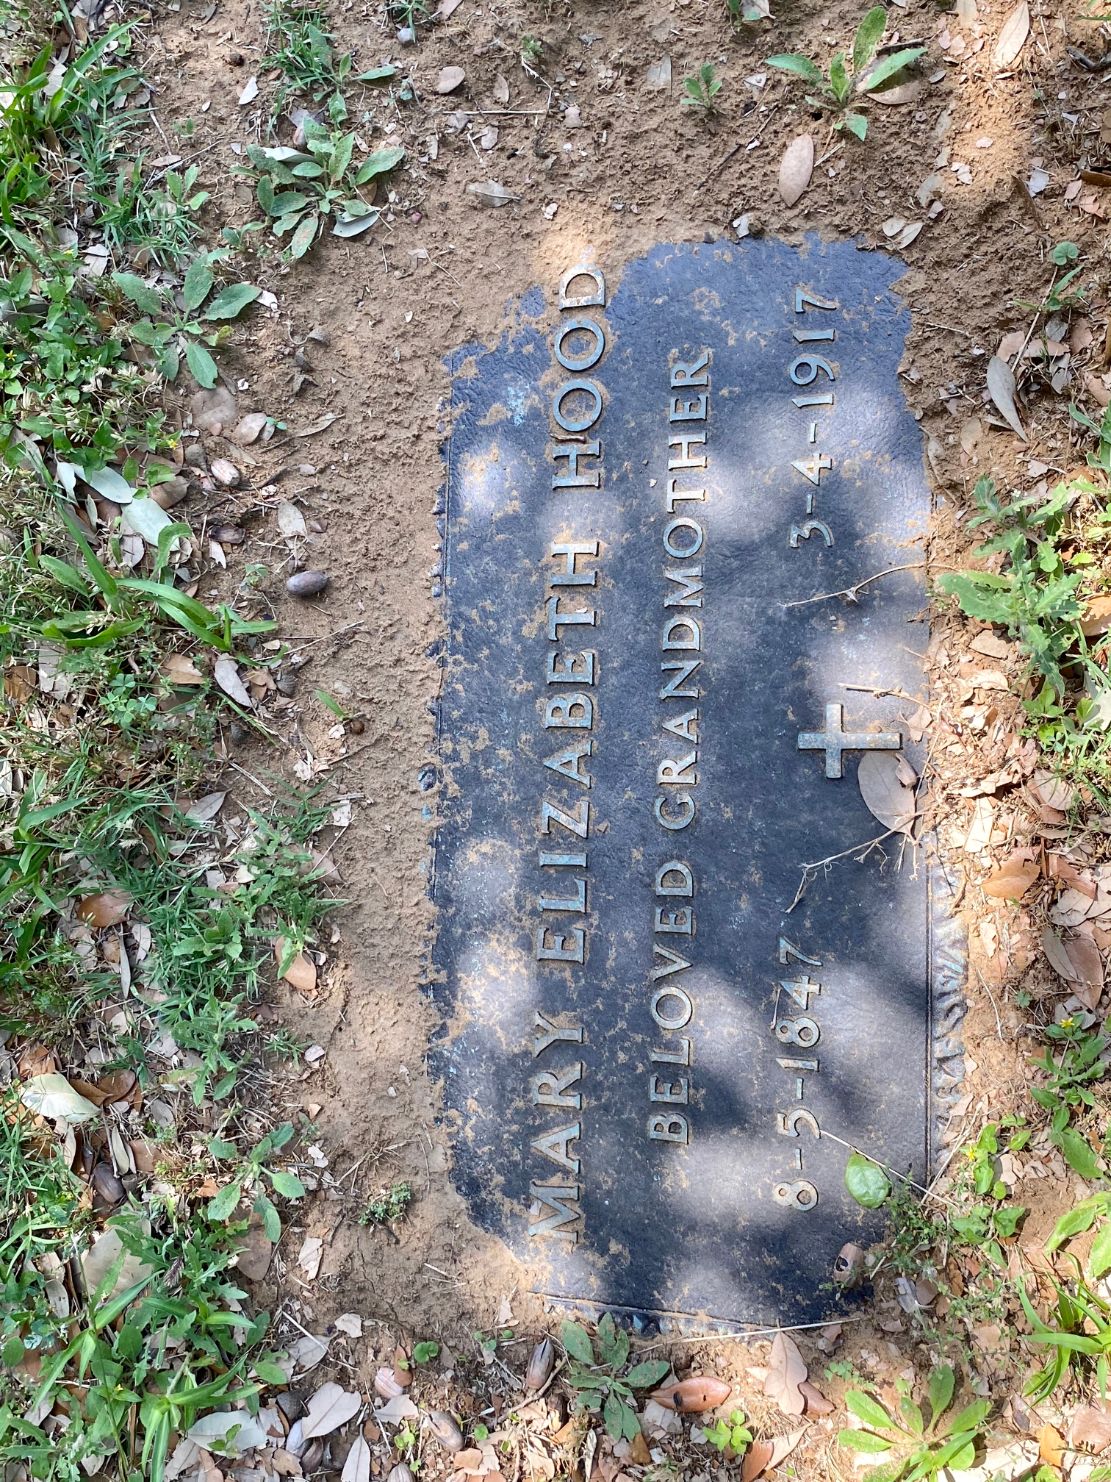 MARY ELIZABETH HOOD
BELOVED GRANDMOTHER
8-5-1847 3-4-1917